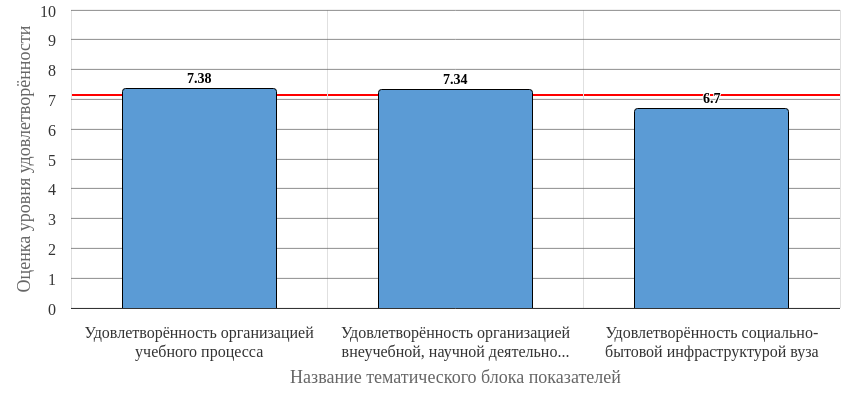 Оценка уровня удовлетворённости
10
9
8
7
6
5
4
3
2
1
0
7.38
7.34
6.7
Удовлетворённость организацией
учебного процесса
Удовлетворённость организацией
внеучебной, научной деятельно...
Удовлетворённость социально-
бытовой инфраструктурой вуза
Название тематического блока показателей